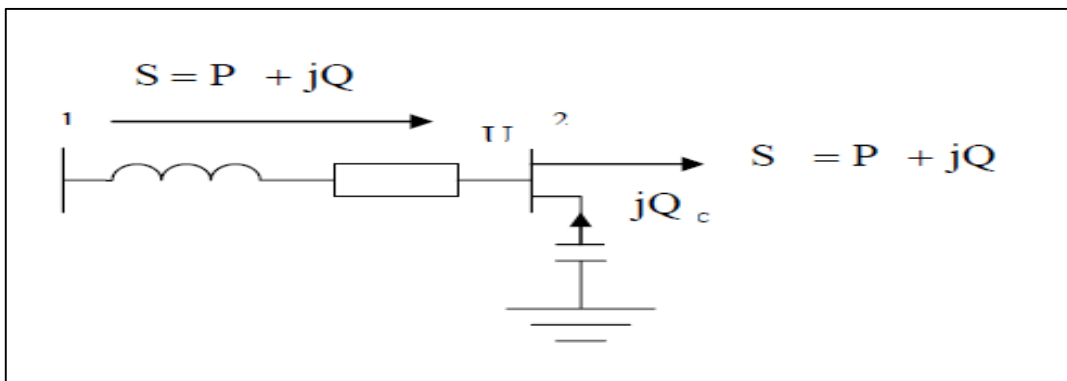 S = P + jQ
1
2
U
S = P + jQ
jQ c